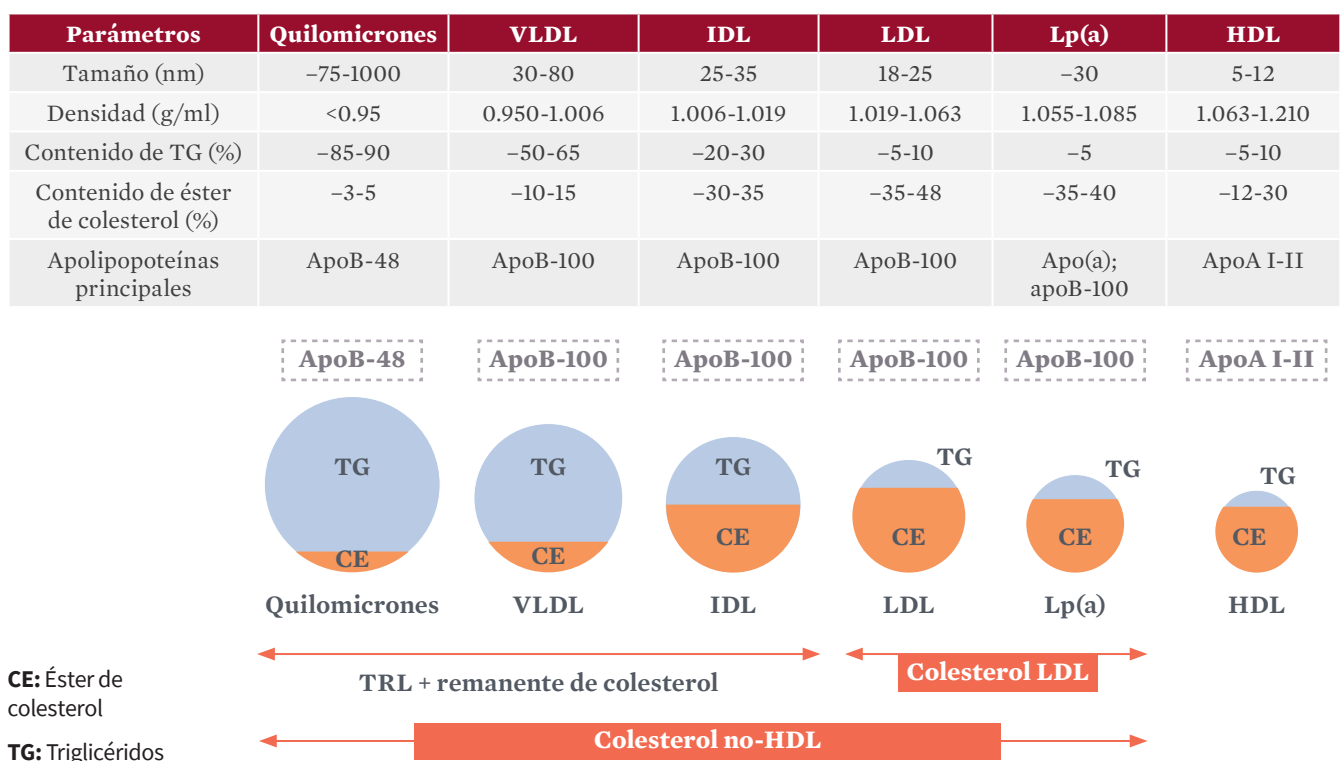 Parámetros Quilomicrones VLDL IDL LDL Lp(a) HDL
Tamaño (nm) –75-1000 30-80 25-35 18-25 –30 5-12
Densidad (g/ml) <0.95 0.950-1.006 1.006-1.019 1.019-1.063 1.055-1.085 1.063-1.210
Contenido de TG (%) –85-90 –50-65 –20-30 –5-10 –5 –5-10
Contenido de éster –3-5 –10-15 –30-35 –35-48 –35-40 –12-30
de colesterol (%)
Apolipopoteínas ApoB-48 ApoB-100 ApoB-100 ApoB-100 Apo(a); ApoA I-II
principales apoB-100
ApoB-48 ApoB-100 ApoB-100 ApoB-100 ApoB-100 ApoA I-II
TG TG TG TG TG TG
CE CE CE CE CE CE
Quilomicrones VLDL IDL LDL Lp(a) HDL
TRL + remanente de colesterol Colesterol LDL
Colesterol no-HDL
CE: Éster de
colesterol
TG: Triglicéridos